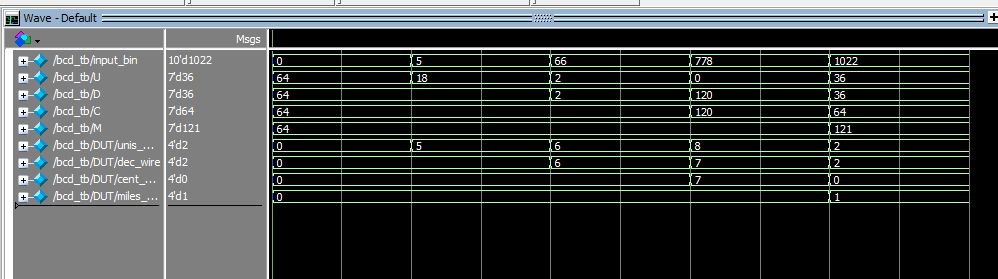 Wave - Default
Msgs
/bcd_tb/input_bin 10'd1022 0 5 66 778 1022
/bcd_tb/U 7'd36 64 18 2 0 36
/bcd_tb/D 7'd36 64 2 120 36
/bcd_tb/C 7'd64 64 120 64
/bcd_tb/M 7'd121 64 121
/bcd_tb/DUT/unis_... 4'd2 0 5 6 8 2
/bcd_tb/DUT/dec_wire 4'd2 0 6 7 2
/bcd_tb/DUT/cent_... 4'd0 0 7 0
/bcd_tb/DUT/miles_... 4'd1 0 1